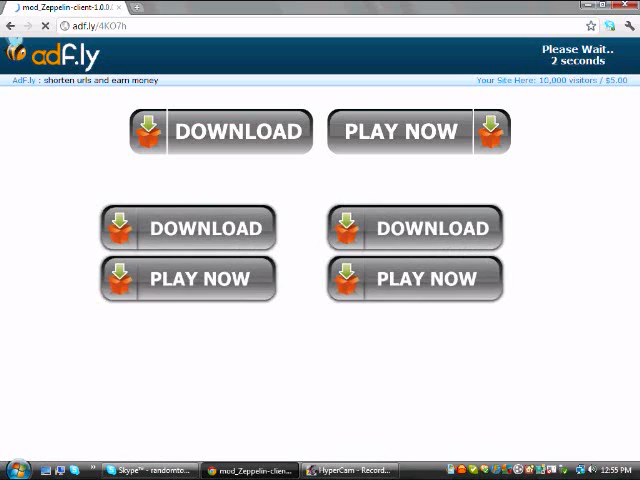 mod_Zeppelin-client-1.0.0.
adf.ly/4KO7h
adf.ly
Please Wait..
2 seconds
AdF.ly : shorten urls and earn money
Your Site Here: 10,000 visitors / $5.00
DOWNLOAD
PLAY NOW
DOWNLOAD
DOWNLOAD
PLAY NOW
PLAY NOW
Skype™ - randomto...
mod_Zeppelin-clien...
HyperCam - Record...
12:55 PM